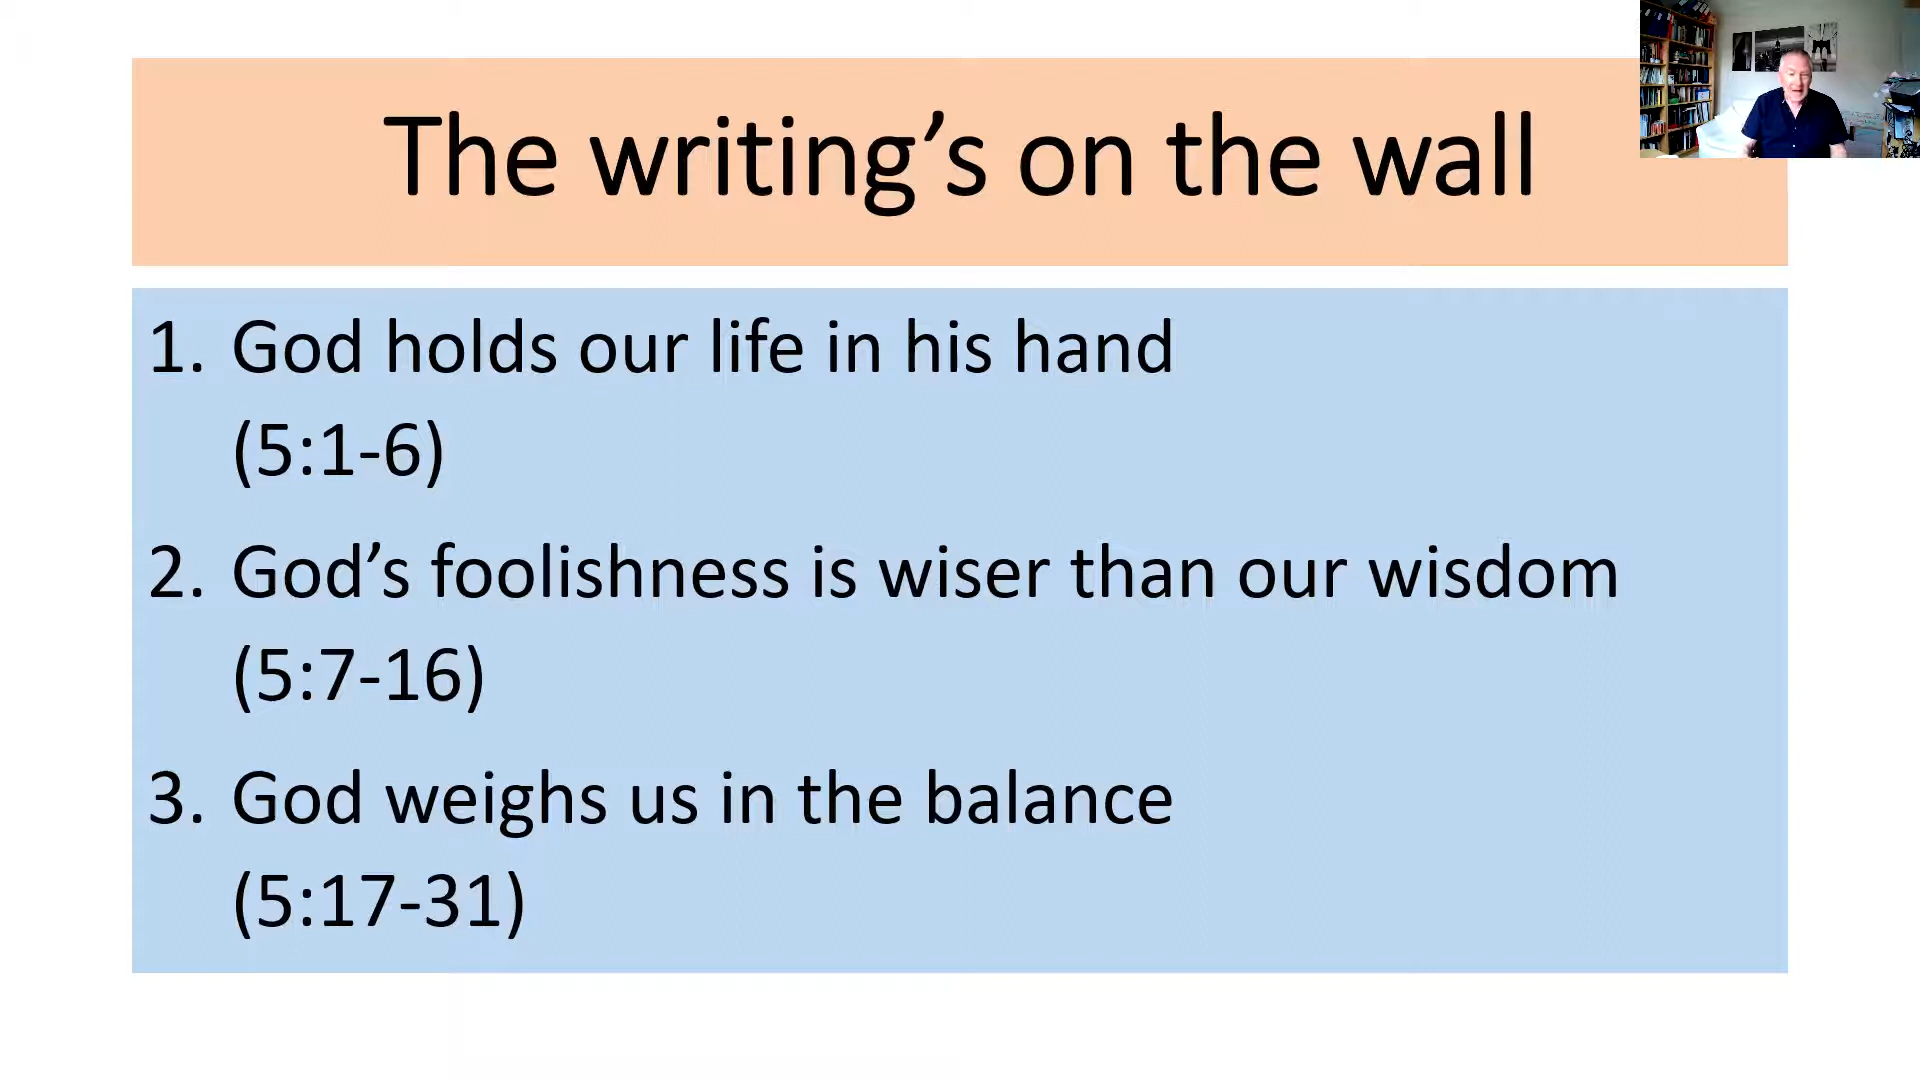 The writing’s on the wall
1. God holds our life in his hand
(5:1-6)
2. God’s foolishness is wiser than our wisdom
(5:7-16)
3. God weighs us in the balance
(5:17-31)